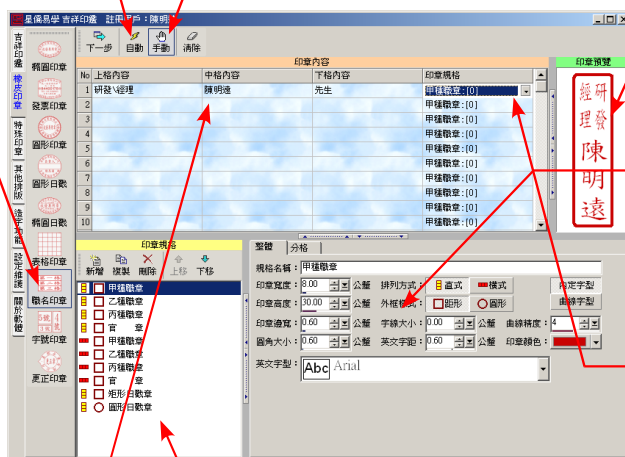 星僑易學 吉祥印鑑 註冊用戶：陳明
下一步 自動 手動 清除
吉祥印鑑
橡皮印章
特殊印章
其他排版
造字功能
設定維護
關於軟體
橢圓印章
發票印章
圓形印章
圓形日戳
橢圓日戳
表格印章
職名印章
字號印章
更正印章
印章內容
No 上格內容 中格內容 下格內容 印章規格
1 研發\經理 陳明遠 先生 甲種職章:[0]
2 甲種職章:[0]
3 甲種職章:[0]
4 甲種職章:[0]
5 甲種職章:[0]
6 甲種職章:[0]
7 甲種職章:[0]
8 甲種職章:[0]
9 甲種職章:[0]
10 甲種職章:[0]
印章預覽
研發
經理
陳明遠
印章規格
新增 複製 刪除 上移 下移
甲種職章
乙種職章
丙種職章
官 章
甲種職章
乙種職章
丙種職章
官 章
矩形日戳章
圓形日戳章
整體 分格
規格名稱：甲種職章
印章寬度：8.00 公釐 排列方式：直式 橫式 內定字型
印章高度：30.00 公釐 外框樣式：矩形 圓形 曲線字型
印章邊寬：0.60 公釐 字線大小：0.00 公釐 曲線精度：4
圓角大小：0.60 公釐 英文字距：0.60 公釐 印章顏色：
英文字型：Abc Arial